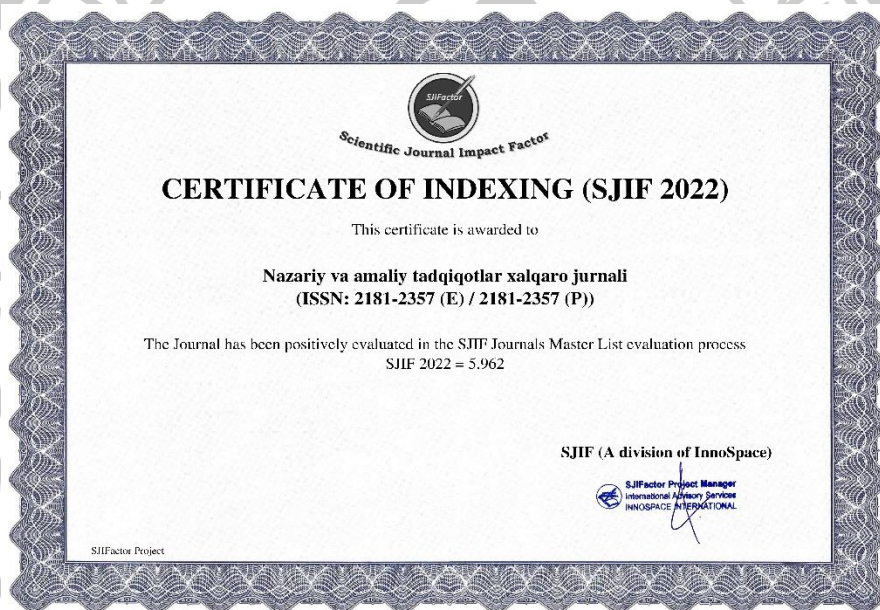 SJIFactor
Scientific Journal Impact Factor
CERTIFICATE OF INDEXING (SJIF 2022)
This certificate is awarded to
Nazariy va amaliy tadqiqotlar xalqaro jurnali
(ISSN: 2181-2357 (E) / 2181-2357 (P))
The Journal has been positively evaluated in the SJIF Journals Master List evaluation process
SJIF 2022 = 5.962
SJIF (A division of InnoSpace)
SJIFactor Project Manager
International Advisory Services
INNOSPACE INTERNATIONAL
SJIFactor Project